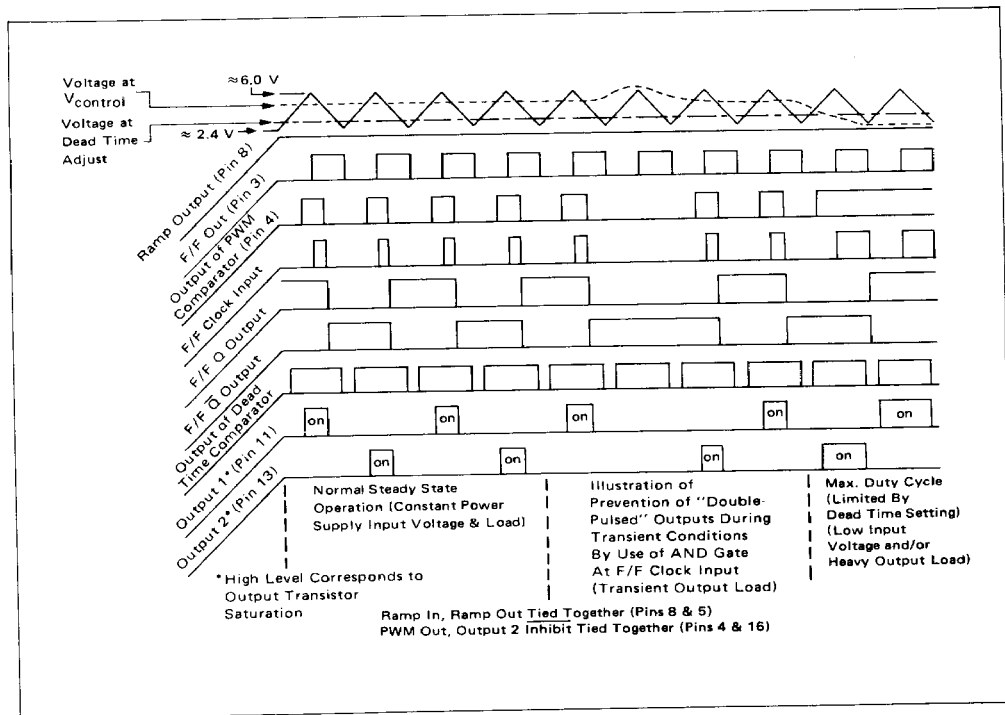 Voltage at
Vcontrol
≈6.0 V
Voltage at
Dead Time
Adjust
≈ 2.4 V
Ramp Output (Pin 8)
F/F Out (Pin 3)
Output of PWM
Comparator (Pin 4)
F/F Clock Input
F/F Q Output
F/F Q̅ Output
Output of Dead
Time Comparator
Output 1* (Pin 11)
Output 2* (Pin 13)
on on on on on
on on on on
Normal Steady State
Operation (Constant Power
Supply Input Voltage & Load)
Illustration of
Prevention of "Double-
Pulsed" Outputs During
Transient Conditions
By Use of AND Gate
At F/F Clock Input
(Transient Output Load)
Max. Duty Cycle
(Limited By
Dead Time Setting)
(Low Input
Voltage and/or
Heavy Output Load)
*High Level Corresponds to
Output Transistor
Saturation
Ramp In, Ramp Out Tied Together (Pins 8 & 5)
PWM Out, Output 2 I̅n̅h̅i̅b̅i̅t̅ Tied Together (Pins 4 & 16)